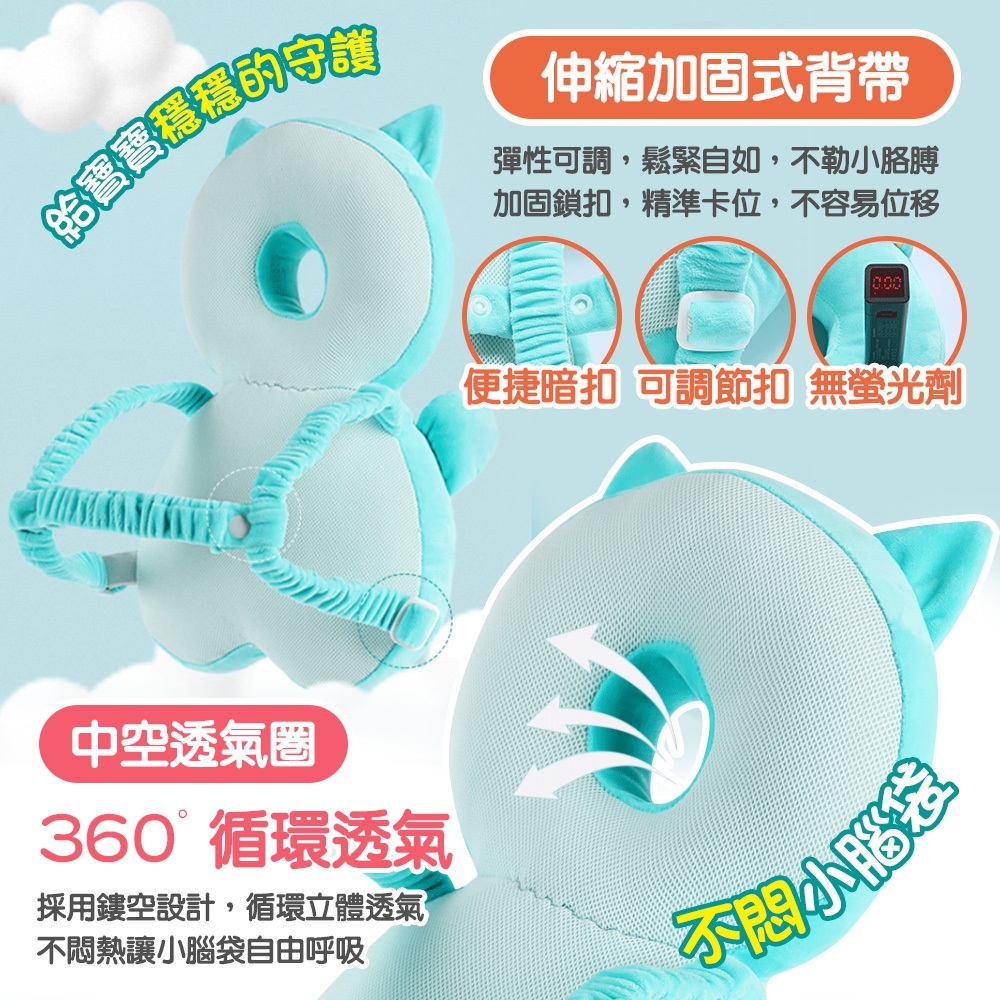 給寶寶穩穩的守護
伸縮加固式背帶
彈性可調，鬆緊自如，不勒小胳膊
加固鎖扣，精準卡位，不容易位移
0.00
便捷暗扣 可調節扣 無螢光劑
中空透氣圈
360° 循環透氣
採用鏤空設計，循環立體透氣
不悶熱讓小腦袋自由呼吸
不悶小腦袋